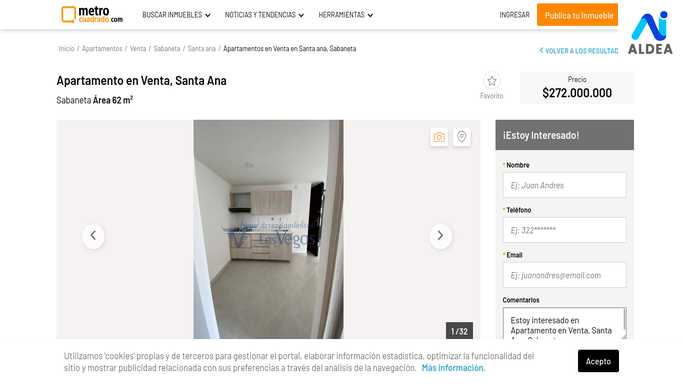 metro
cuadrado.com
BUSCAR INMUEBLES
NOTICIAS Y TENDENCIAS
HERRAMIENTAS
INGRESAR
Publica tu Inmueble
ALDEA
Inicio / Apartamentos / Venta / Sabaneta / Santa ana / Apartamentos en Venta en Santa ana, Sabaneta
VOLVER A LOS RESULTAD
Apartamento en Venta, Santa Ana
Sabaneta Área 62 m²
Favorito
Precio
$272.000.000
Las Vegas
1 / 32
¡Estoy Interesado!
* Nombre
Ej: Juan Andres
* Teléfono
Ej: 322*******
* Email
Ej: juanandres@email.com
Comentarios
Estoy interesado en
Apartamento en Venta, Santa
Utilizamos 'cookies' propias y de terceros para gestionar el portal, elaborar información estadística, optimizar la funcionalidad del
sitio y mostrar publicidad relacionada con sus preferencias a través del análisis de la navegación. Más información.
Acepto